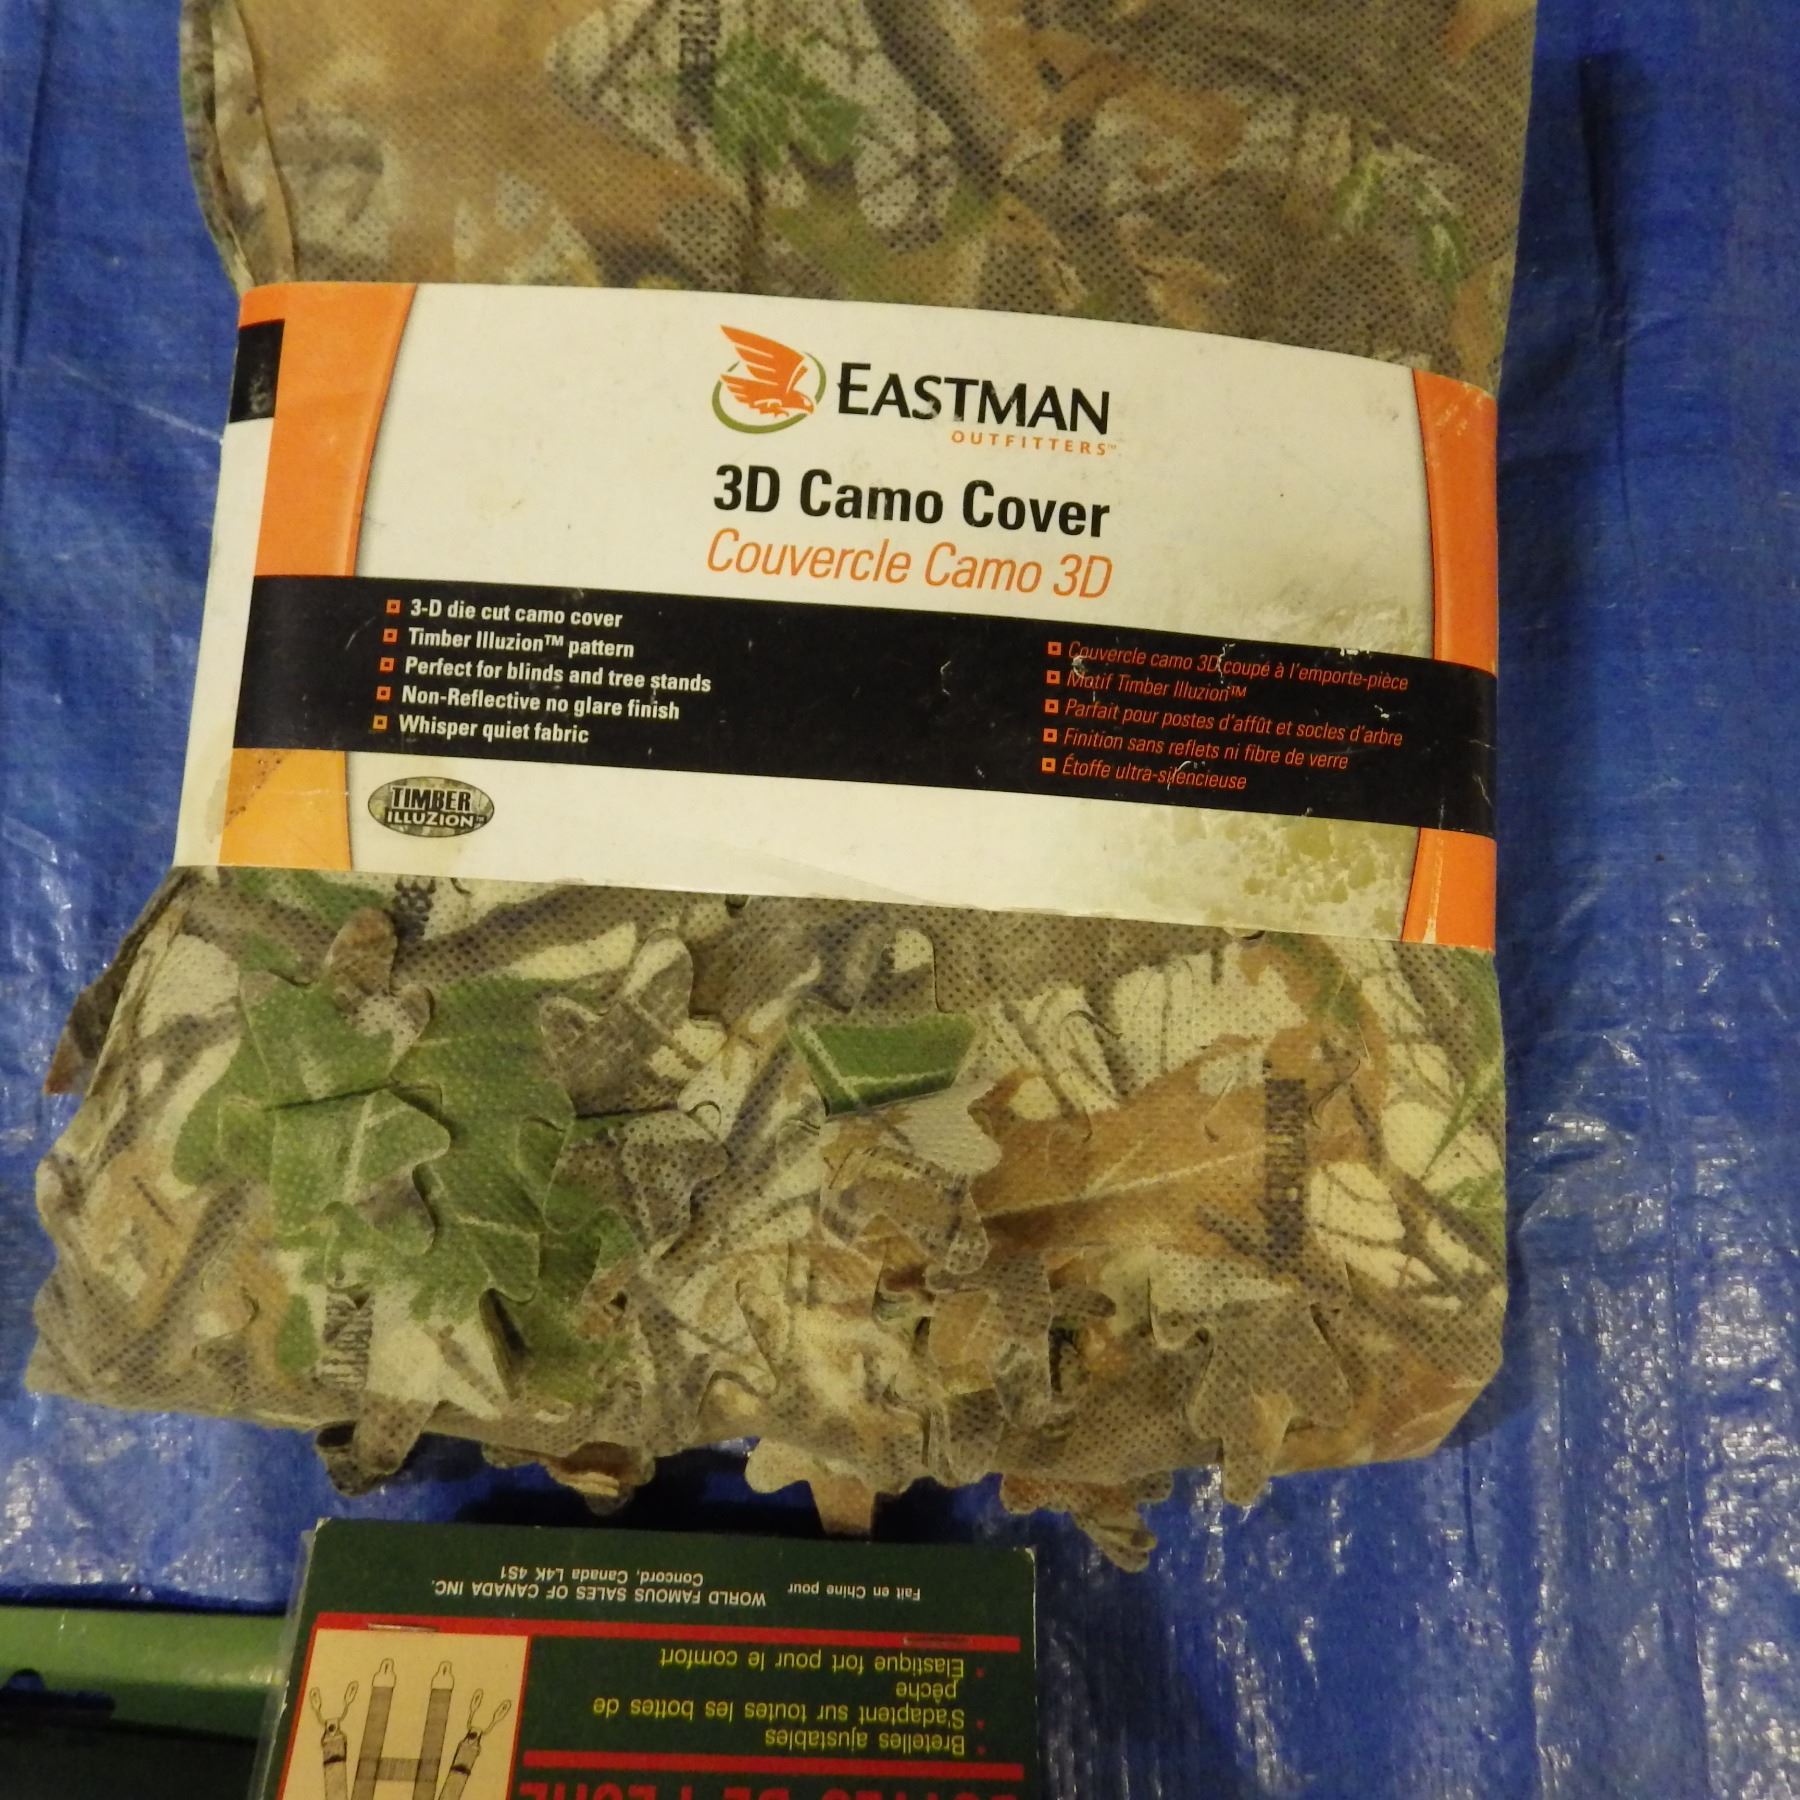 EASTMAN
OUTFITTERS™
3D Camo Cover
Couvercle Camo 3D
3-D die cut camo cover
Timber Illuzion™ pattern
Perfect for blinds and tree stands
Non-Reflective no glare finish
Whisper quiet fabric
Couvercle camo 3D coupé à l'emporte-pièce
Motif Timber Illuzion™
Parfait pour postes d'affût et socles d'arbre
Finition sans reflets ni fibre de verre
Étoffe ultra-silencieuse
TIMBER
ILLUZION™
Fait en Chine pour
WORLD FAMOUS SALES OF CANADA INC.
Concord, Canada L4K 4S1
Bretelles ajustables
S'adaptent sur toutes les bottes de
pêche
Elastique fort pour le comfort